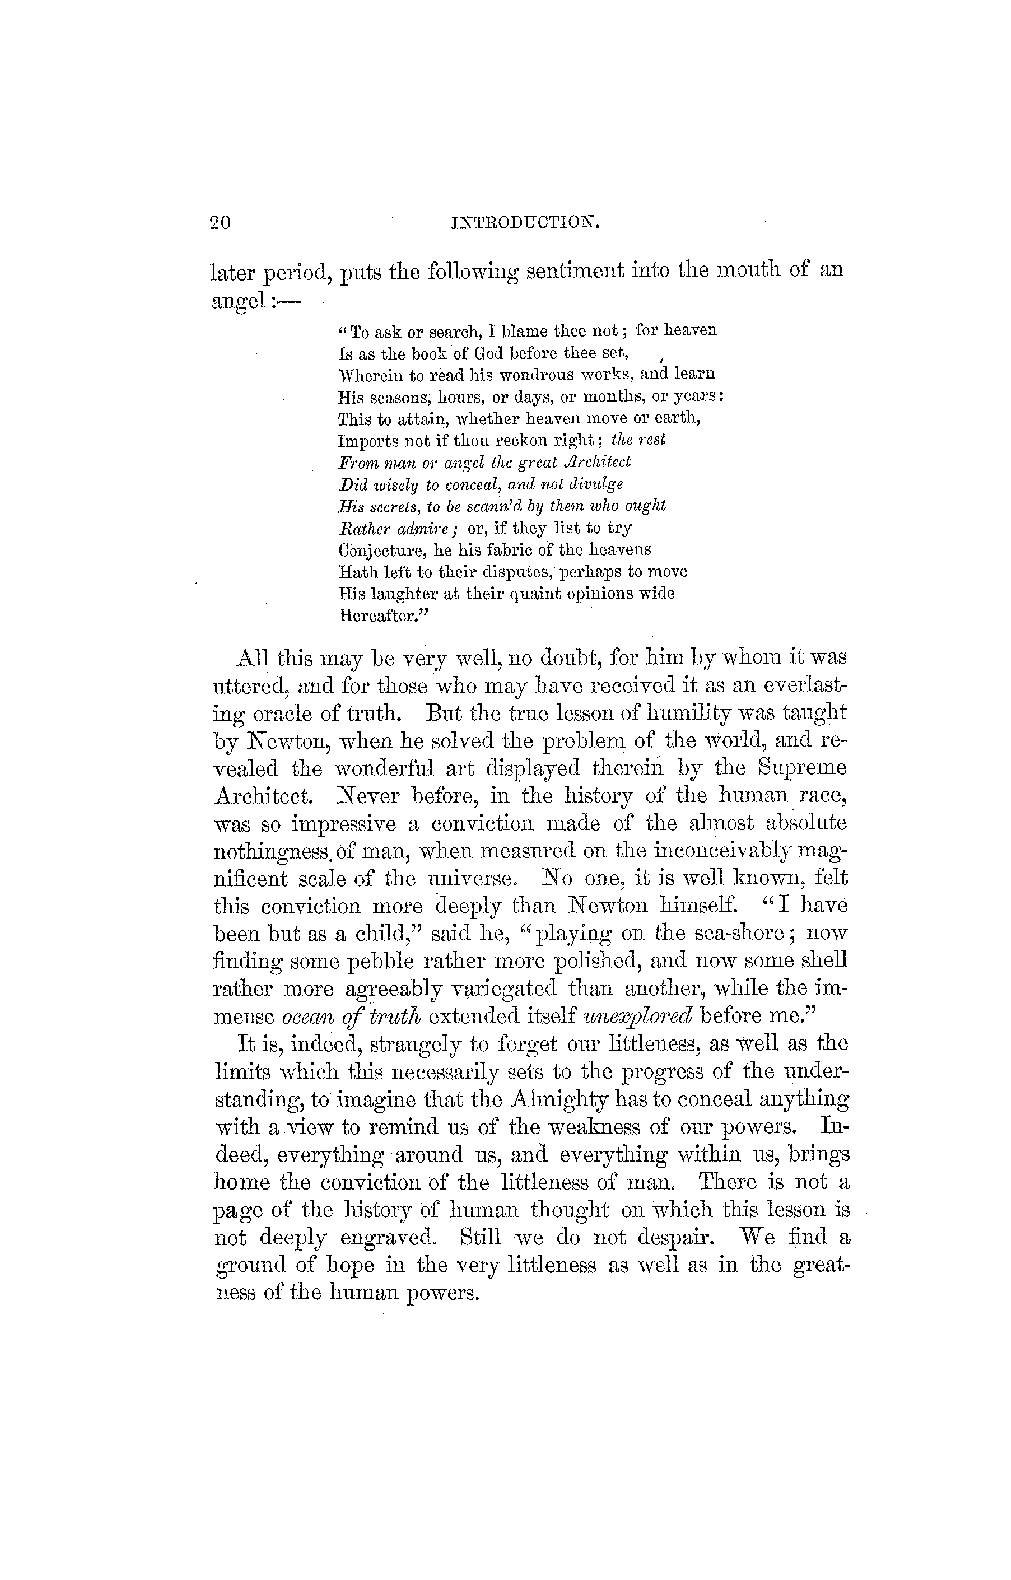 20 INTRODUCTION.
later period, puts the following sentiment into the mouth of an
angel:—
“To ask or search, I blame thee not; for heaven
Is as the book of God before thee set,
Wherein to read his wondrous works, and learn
His seasons, hours, or days, or months, or years:
This to attain, whether heaven move or earth,
Imports not if thou reckon right; the rest
From man or angel the great Architect
Did wisely to conceal, and not divulge
His secrets, to be scann’d by them who ought
Rather admire; or, if they list to try
Conjecture, he his fabric of the heavens
Hath left to their disputes, perhaps to move
His laughter at their quaint opinions wide
Hereafter.”
All this may be very well, no doubt, for him by whom it was
uttered, and for those who may have received it as an everlast-
ing oracle of truth. But the true lesson of humility was taught
by Newton, when he solved the problem of the world, and re-
vealed the wonderful art displayed therein by the Supreme
Architect. Never before, in the history of the human race,
was so impressive a conviction made of the almost absolute
nothingness of man, when measured on the inconceivably mag-
nificent scale of the universe. No one, it is well known, felt
this conviction more deeply than Newton himself. “I have
been but as a child,” said he, “playing on the sea-shore; now
finding some pebble rather more polished, and now some shell
rather more agreeably variegated than another, while the im-
mense ocean of truth extended itself unexplored before me.”
It is, indeed, strangely to forget our littleness, as well as the
limits which this necessarily sets to the progress of the under-
standing, to imagine that the Almighty has to conceal anything
with a view to remind us of the weakness of our powers. In-
deed, everything around us, and everything within us, brings
home the conviction of the littleness of man. There is not a
page of the history of human thought on which this lesson is
not deeply engraved. Still we do not despair. We find a
ground of hope in the very littleness as well as in the great-
ness of the human powers.